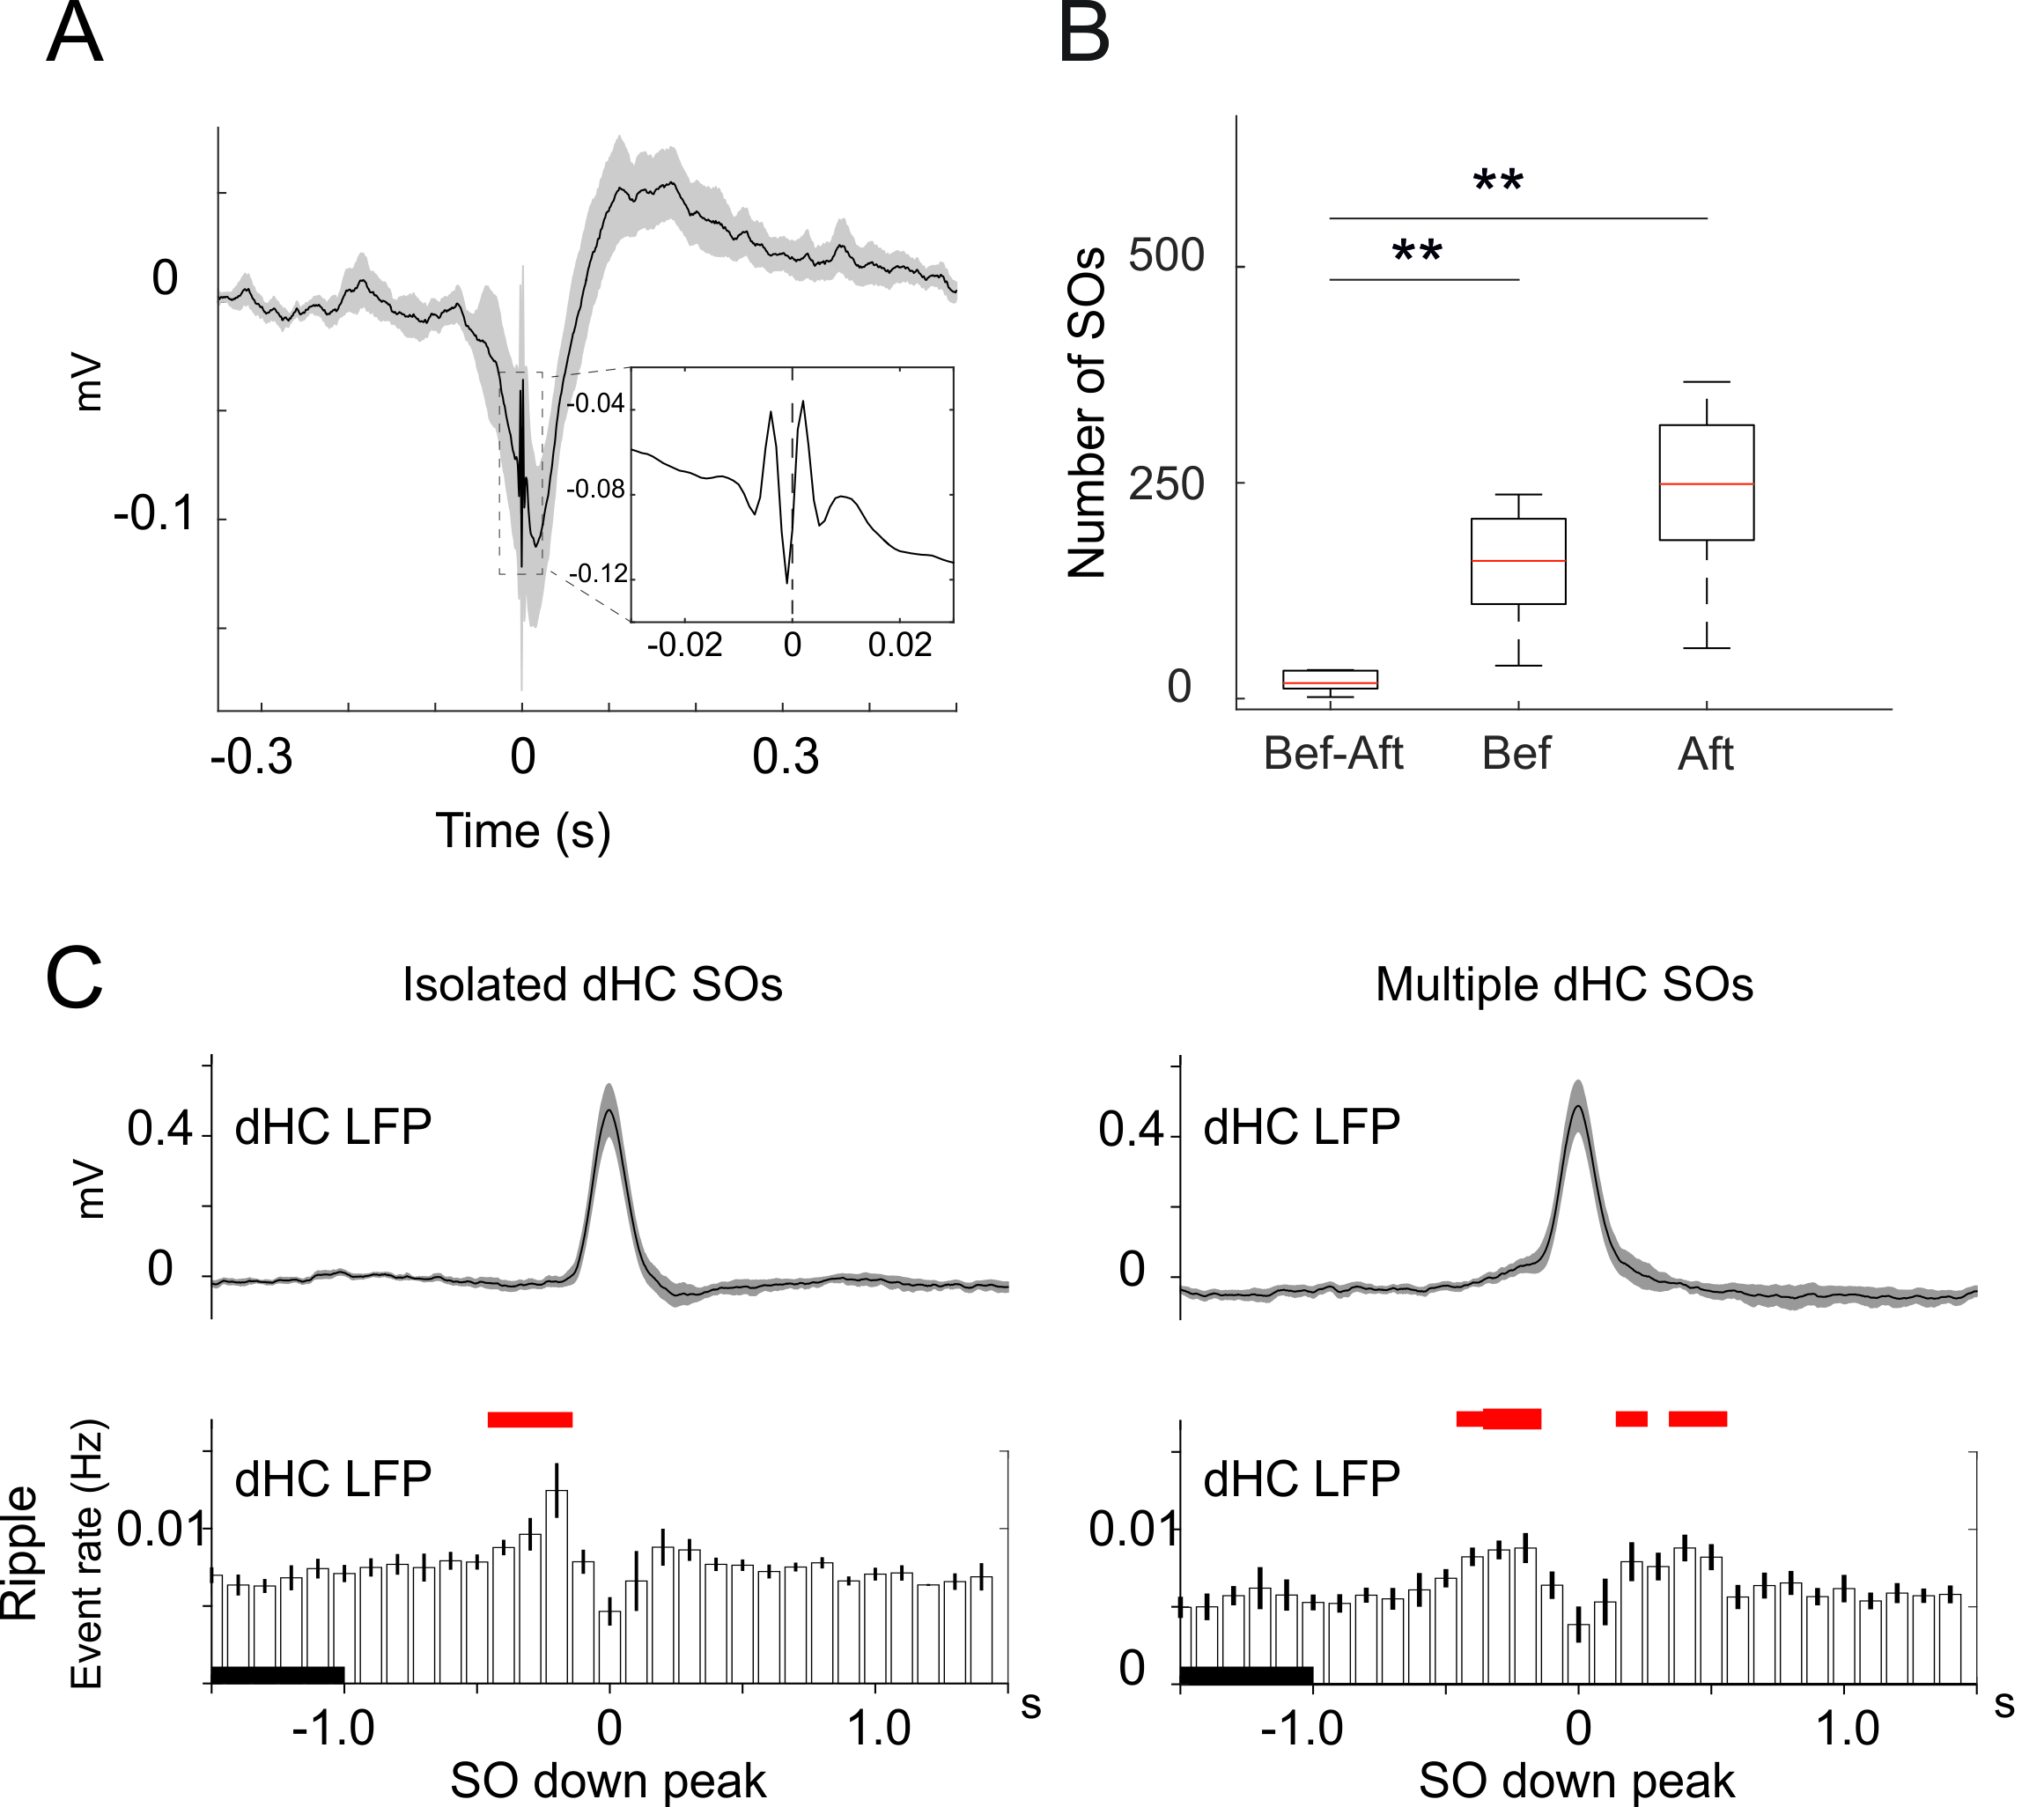 A
mV
0
-0.1
-0.04
-0.08
-0.12
-0.02 0 0.02
-0.3 0 0.3
Time (s)
B
Number of SOs
500
250
0
**
**
Bef-Aft Bef Aft
C
Isolated dHC SOs
mV
0.4
0
dHC LFP
Ripple
Event rate (Hz)
0.01
dHC LFP
-1.0 0 1.0
s
SO down peak
Multiple dHC SOs
0.4
0
dHC LFP
0.01
0
dHC LFP
-1.0 0 1.0
s
SO down peak